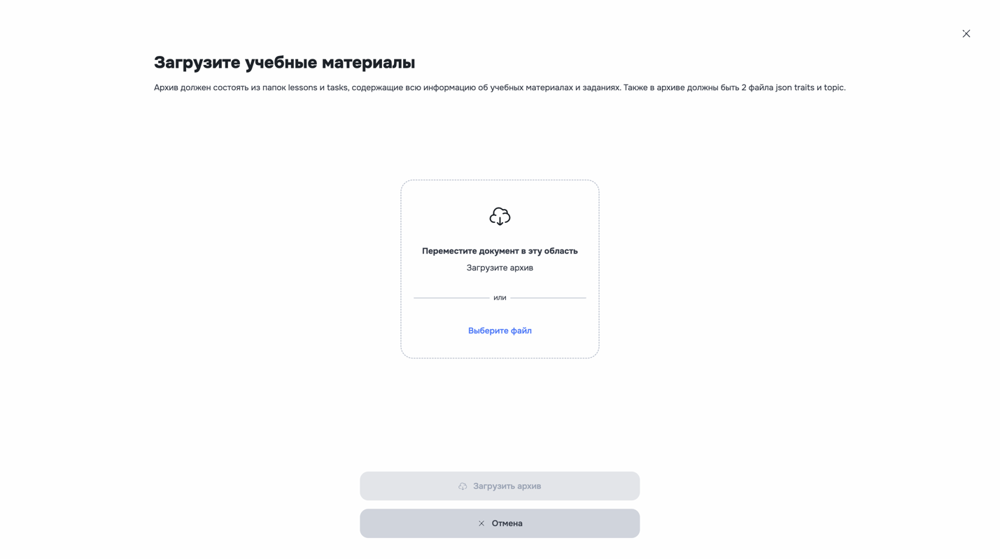 Загрузите учебные материалы
Архив должен состоять из папок lessons и tasks, содержащие всю информацию об учебных материалах и заданиях. Также в архиве должны быть 2 файла json traits и topic.
Переместите документ в эту область
Загрузите архив
или
Выберите файл
Загрузить архив
Отмена